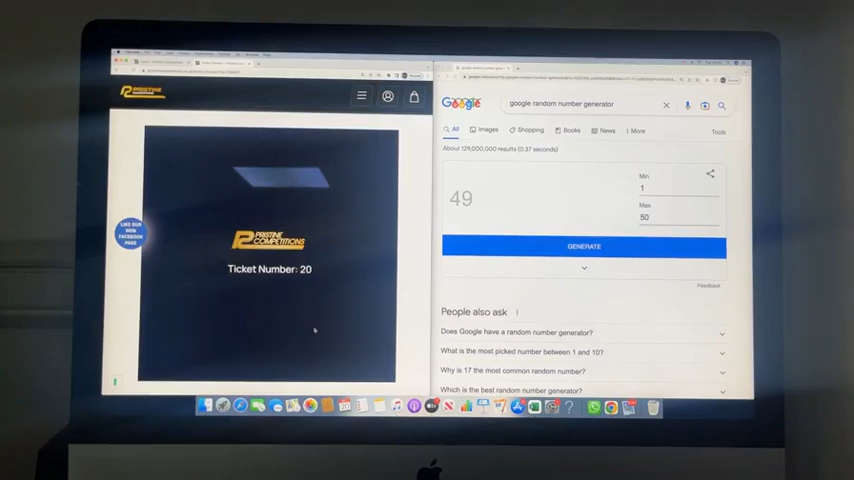 PRISTINE
COMPETITIONS
LIKE OUR
NEW
FACEBOOK
PAGE
PRISTINE
COMPETITIONS
Ticket Number: 20
Google
google random number generator
All
Images
Shopping
Books
News
More
Tools
About 129,000,000 results (0.37 seconds)
49
Min
1
Max
50
GENERATE
Feedback
People also ask
Does Google have a random number generator?
What is the most picked number between 1 and 10?
Why is 17 the most common random number?
Which is the best random number generator?